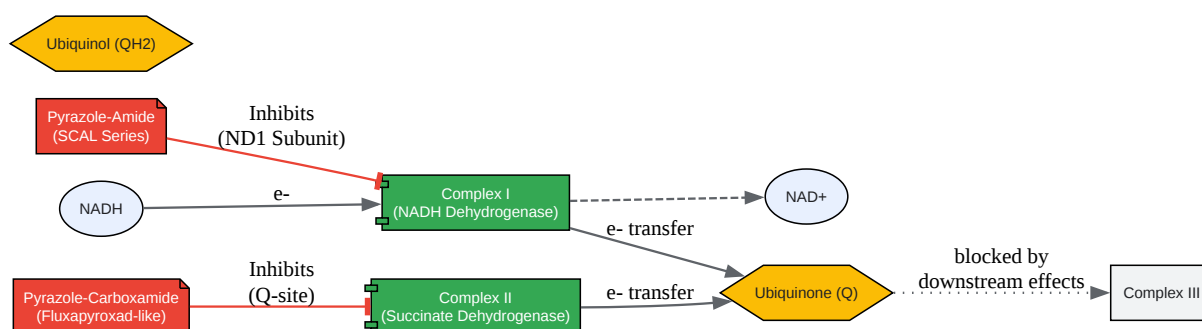 Ubiquinol (QH2)
Pyrazole-Amide
(SCAL Series)
Inhibits
(ND1 Subunit)
NADH
e-
Complex I
(NADH Dehydrogenase)
NAD+
e- transfer
Pyrazole-Carboxamide
(Fluxapyroxad-like)
Inhibits
(Q-site)
Complex II
(Succinate Dehydrogenase)
e- transfer
Ubiquinone (Q)
blocked by
downstream effects
Complex III